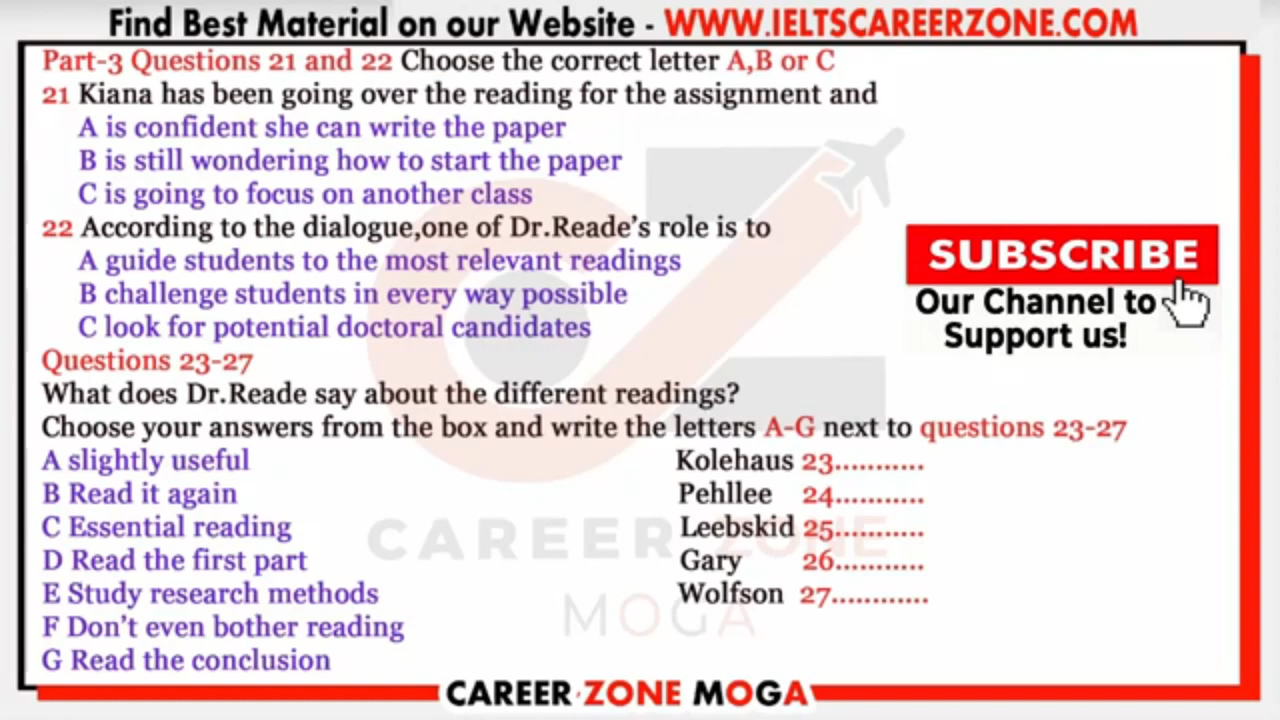 Find Best Material on our Website - WWW.IELTSCAREERZONE.COM
Part-3 Questions 21 and 22 Choose the correct letter A,B or C
21 Kiana has been going over the reading for the assignment and
A is confident she can write the paper
B is still wondering how to start the paper
C is going to focus on another class
22 According to the dialogue,one of Dr.Reade's role is to
A guide students to the most relevant readings
B challenge students in every way possible
C look for potential doctoral candidates
SUBSCRIBE
Our Channel to
Support us!
Questions 23-27
What does Dr.Reade say about the different readings?
Choose your answers from the box and write the letters A-G next to questions 23-27
A slightly useful
B Read it again
C Essential reading
D Read the first part
E Study research methods
F Don't even bother reading
G Read the conclusion
Kolehaus 23...........
Pehllee 24...........
Leebskid 25...........
Gary 26...........
Wolfson 27............
CAREER ZONE
MOGA
CAREER ZONE MOGA